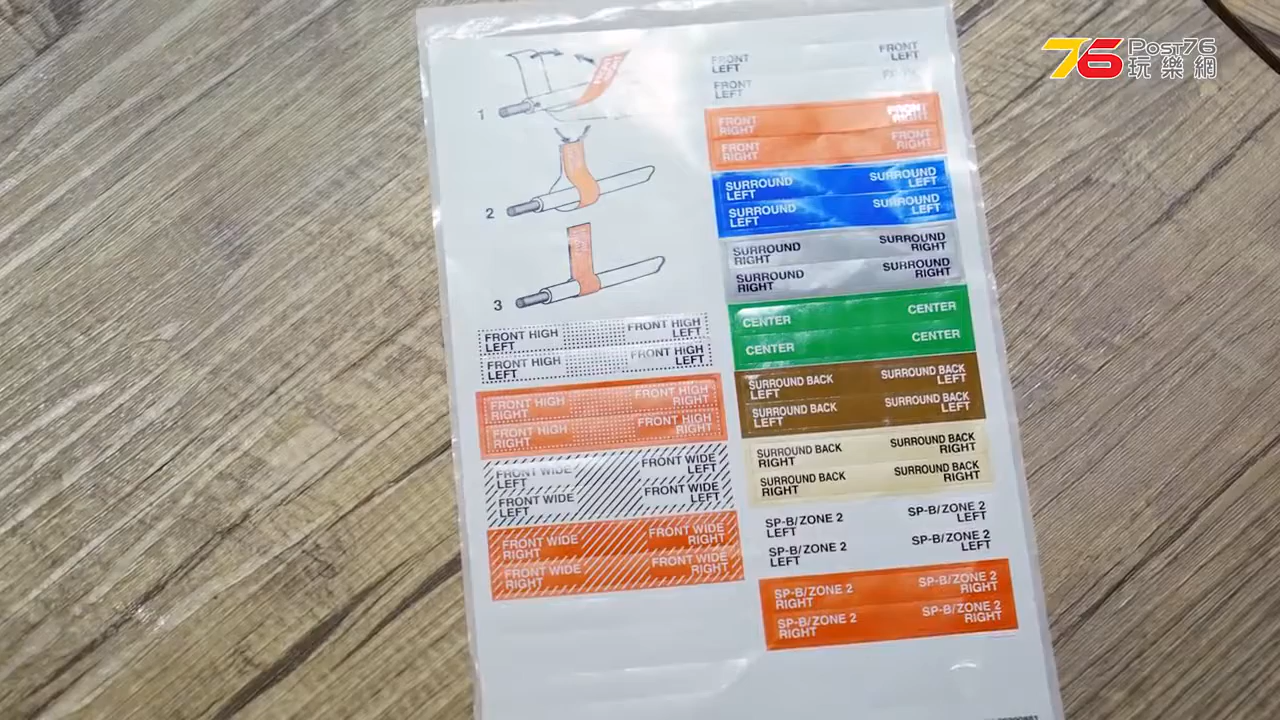 76 Post76
玩樂網
1
2
3
FRONT HIGH LEFT
FRONT HIGH LEFT
FRONT HIGH LEFT
FRONT HIGH LEFT
FRONT HIGH RIGHT
FRONT HIGH RIGHT
FRONT HIGH RIGHT
FRONT HIGH RIGHT
FRONT WIDE LEFT
FRONT WIDE LEFT
FRONT WIDE LEFT
FRONT WIDE LEFT
FRONT WIDE RIGHT
FRONT WIDE RIGHT
FRONT WIDE RIGHT
FRONT WIDE RIGHT
FRONT LEFT
FRONT LEFT
FRONT LEFT
FRONT RIGHT
FRONT RIGHT
FRONT RIGHT
FRONT RIGHT
SURROUND LEFT
SURROUND LEFT
SURROUND LEFT
SURROUND LEFT
SURROUND RIGHT
SURROUND RIGHT
SURROUND RIGHT
SURROUND RIGHT
CENTER
CENTER
CENTER
CENTER
SURROUND BACK LEFT
SURROUND BACK LEFT
SURROUND BACK LEFT
SURROUND BACK LEFT
SURROUND BACK RIGHT
SURROUND BACK RIGHT
SURROUND BACK RIGHT
SURROUND BACK RIGHT
SP-B/ZONE 2 LEFT
SP-B/ZONE 2 LEFT
SP-B/ZONE 2 LEFT
SP-B/ZONE 2 LEFT
SP-B/ZONE 2 RIGHT
SP-B/ZONE 2 RIGHT
SP-B/ZONE 2 RIGHT
SP-B/ZONE 2 RIGHT